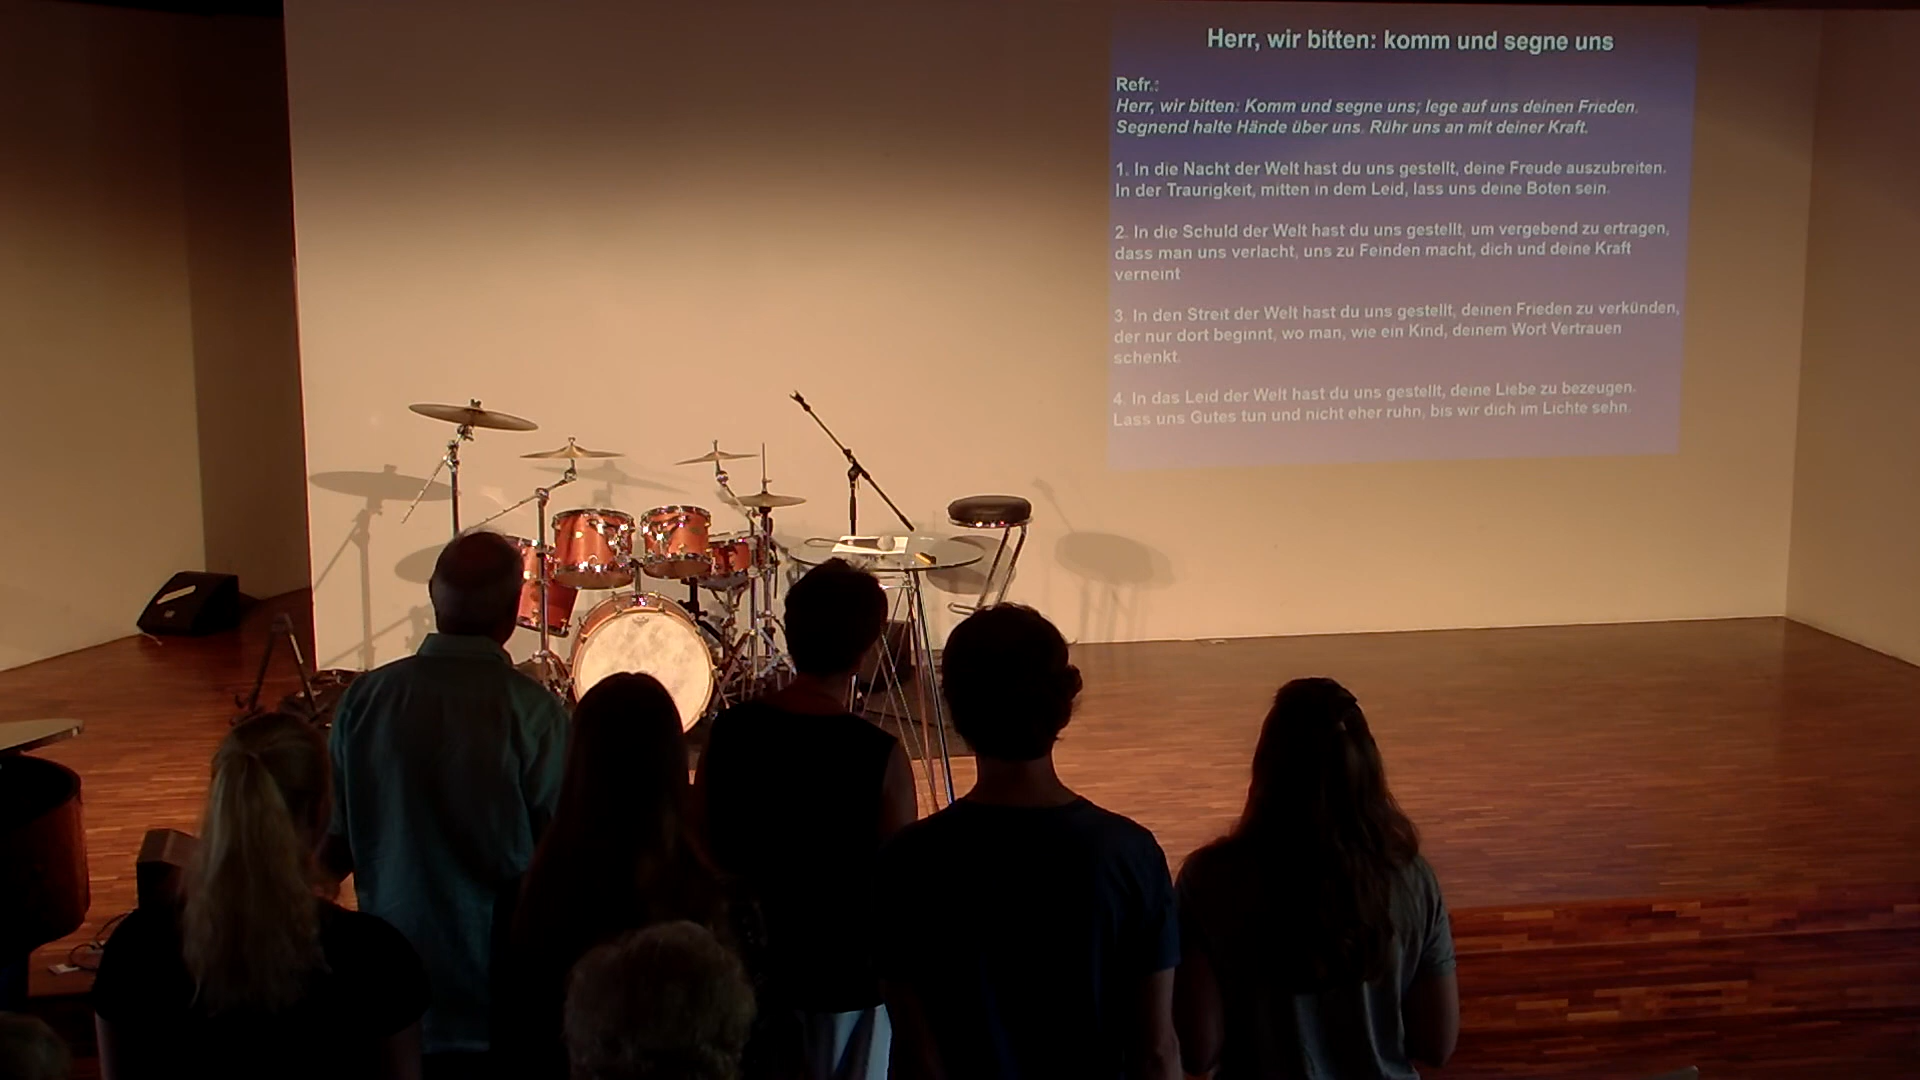 Herr, wir bitten: komm und segne uns
Refr.:
Herr, wir bitten: Komm und segne uns; lege auf uns deinen Frieden.
Segnend halte Hände über uns. Rühr uns an mit deiner Kraft.
1. In die Nacht der Welt hast du uns gestellt, deine Freude auszubreiten.
In der Traurigkeit, mitten in dem Leid, lass uns deine Boten sein.
2. In die Schuld der Welt hast du uns gestellt, um vergebend zu ertragen,
dass man uns verlacht, uns zu Feinden macht, dich und deine Kraft
verneint
3. In den Streit der Welt hast du uns gestellt, deinen Frieden zu verkünden,
der nur dort beginnt, wo man, wie ein Kind, deinem Wort Vertrauen
schenkt.
4. In das Leid der Welt hast du uns gestellt, deine Liebe zu bezeugen.
Lass uns Gutes tun und nicht eher ruhn, bis wir dich im Lichte sehn.